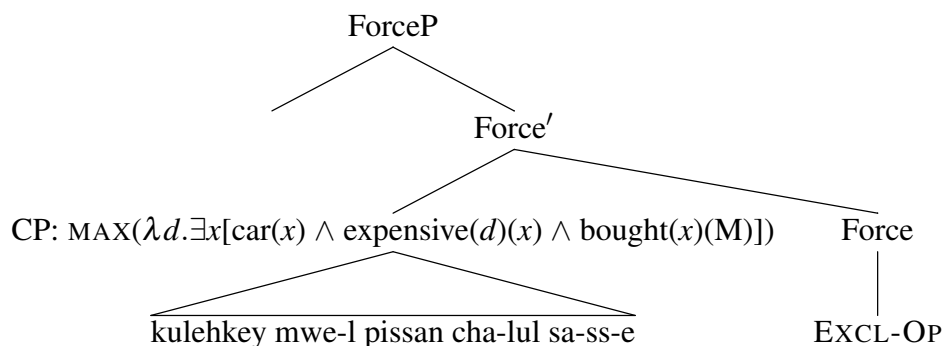 ForceP
Force′
CP: MAX(λd.∃x[car(x) ∧ expensive(d)(x) ∧ bought(x)(M)]) Force
kulehkey mwe-l pissan cha-lul sa-ss-e EXCL-OP